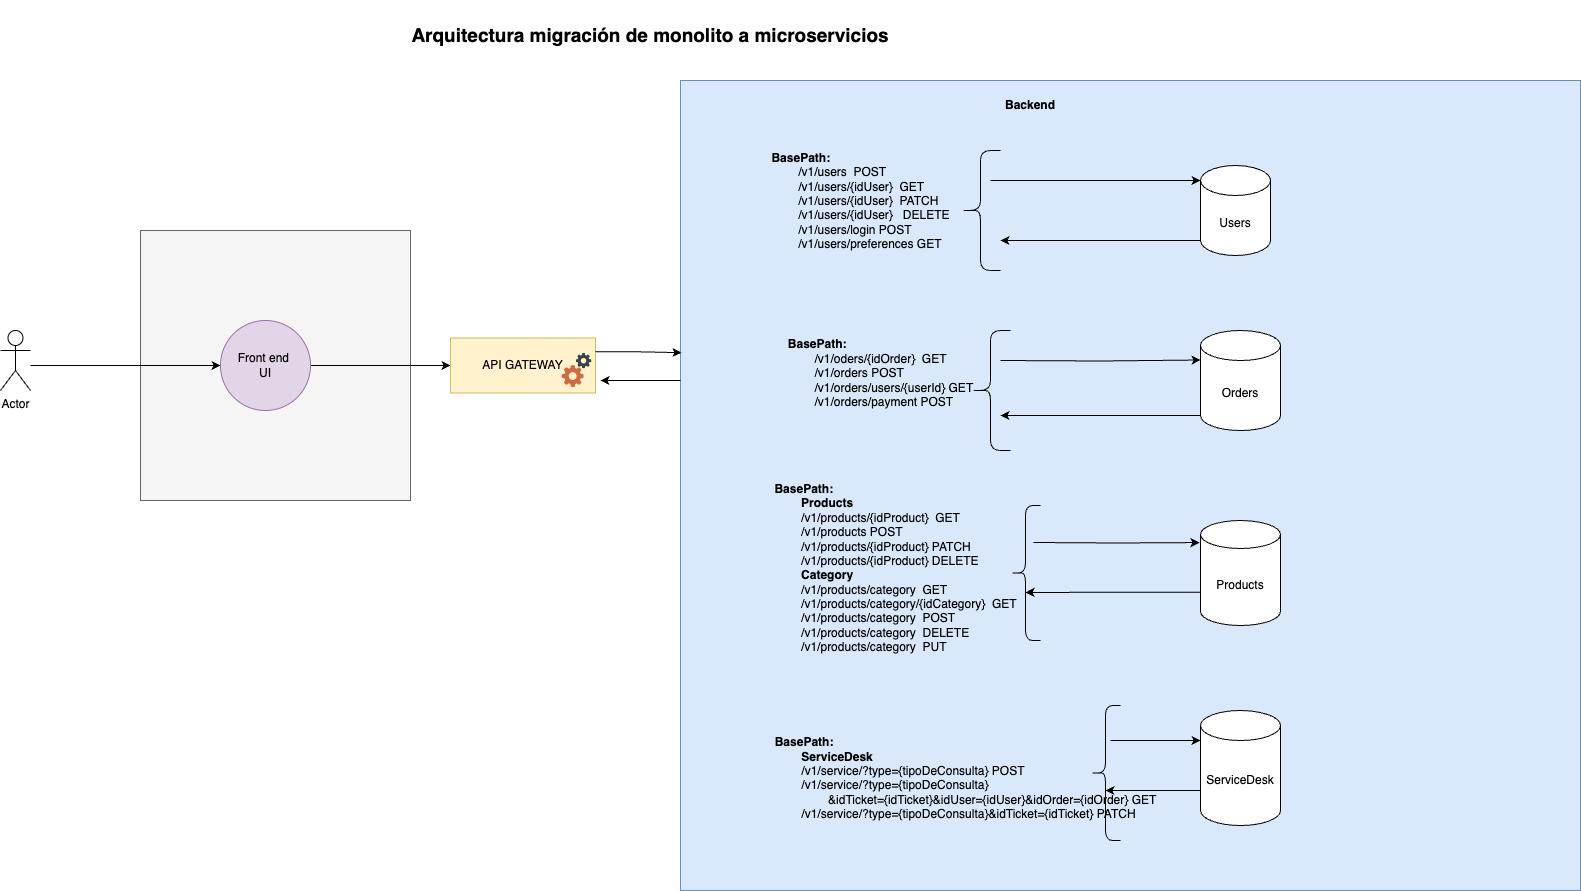 Arquitectura migración de monolito a microservicios
Actor
Front end
UI
API GATEWAY
Backend
BasePath:
/v1/users POST
/v1/users/{idUser} GET
/v1/users/{idUser} PATCH
/v1/users/{idUser} DELETE
/v1/users/login POST
/v1/users/preferences GET
Users
BasePath:
/v1/oders/{idOrder} GET
/v1/orders POST
/v1/orders/users/{userId} GET
/v1/orders/payment POST
Orders
BasePath:
Products
/v1/products/{idProduct} GET
/v1/products POST
/v1/products/{idProduct} PATCH
/v1/products/{idProduct} DELETE
Category
/v1/products/category GET
/v1/products/category/{idCategory} GET
/v1/products/category POST
/v1/products/category DELETE
/v1/products/category PUT
Products
BasePath:
ServiceDesk
/v1/service/?type={tipoDeConsulta} POST
/v1/service/?type={tipoDeConsulta}
&idTicket={idTicket}&idUser={idUser}&idOrder={idOrder} GET
/v1/service/?type={tipoDeConsulta}&idTicket={idTicket} PATCH
ServiceDesk